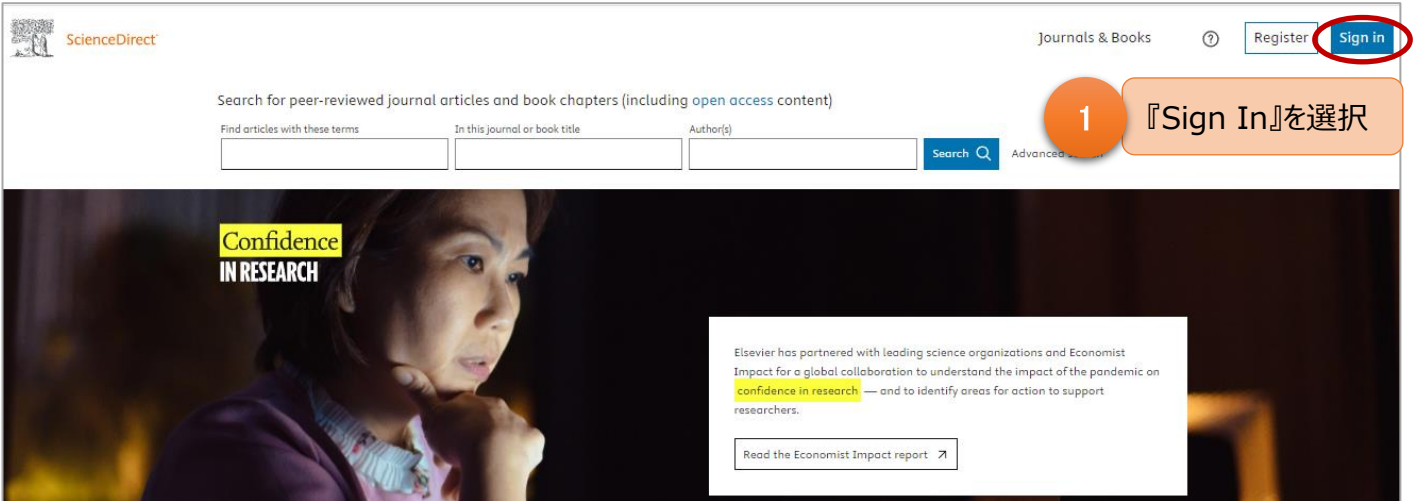 ScienceDirect
Journals & Books
?
Register
Sign in
Search for peer-reviewed journal articles and book chapters (including open access content)
Find articles with these terms
In this journal or book title
Author(s)
Search
Advanced
1
『Sign In』を選択
Confidence
IN RESEARCH
Elsevier has partnered with leading science organizations and Economist
Impact for a global collaboration to understand the impact of the pandemic on
confidence in research — and to identify areas for action to support
researchers.
Read the Economist Impact report